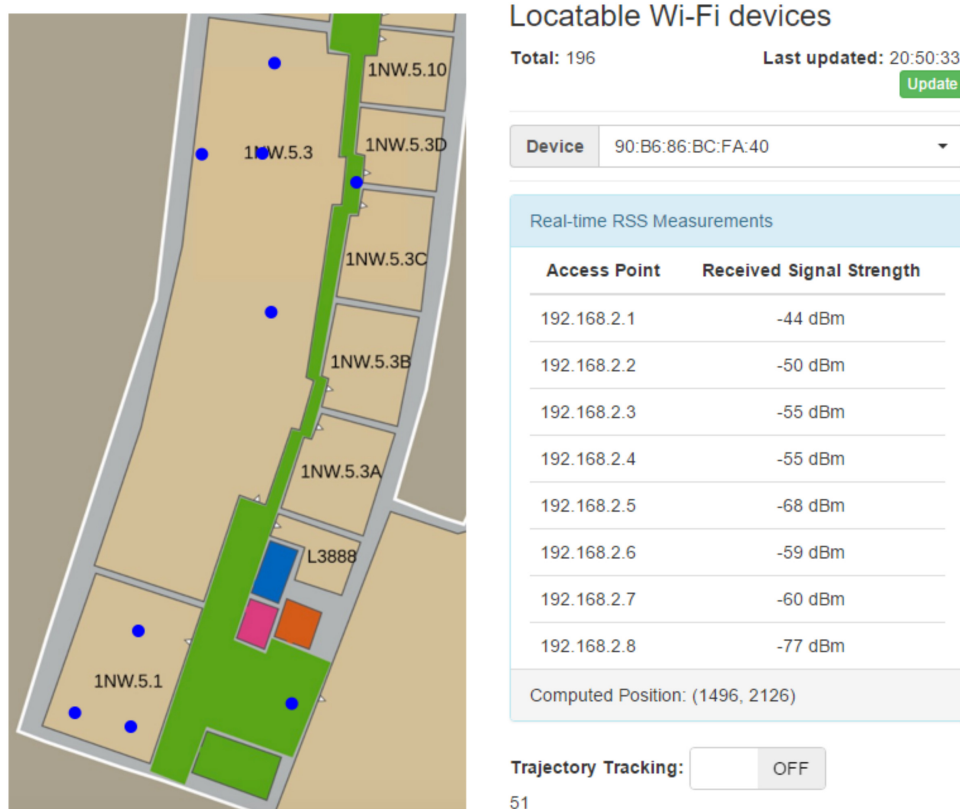 1NW.5.10
1NW.5.3D
1NW.5.3
1NW.5.3C
1NW.5.3B
1NW.5.3A
L3888
1NW.5.1
Locatable Wi-Fi devices
Total: 196 Last updated: 20:50:33
Update
Device 90:B6:86:BC:FA:40
Real-time RSS Measurements
Access Point Received Signal Strength
192.168.2.1 -44 dBm
192.168.2.2 -50 dBm
192.168.2.3 -55 dBm
192.168.2.4 -55 dBm
192.168.2.5 -68 dBm
192.168.2.6 -59 dBm
192.168.2.7 -60 dBm
192.168.2.8 -77 dBm
Computed Position: (1496, 2126)
Trajectory Tracking: OFF
51